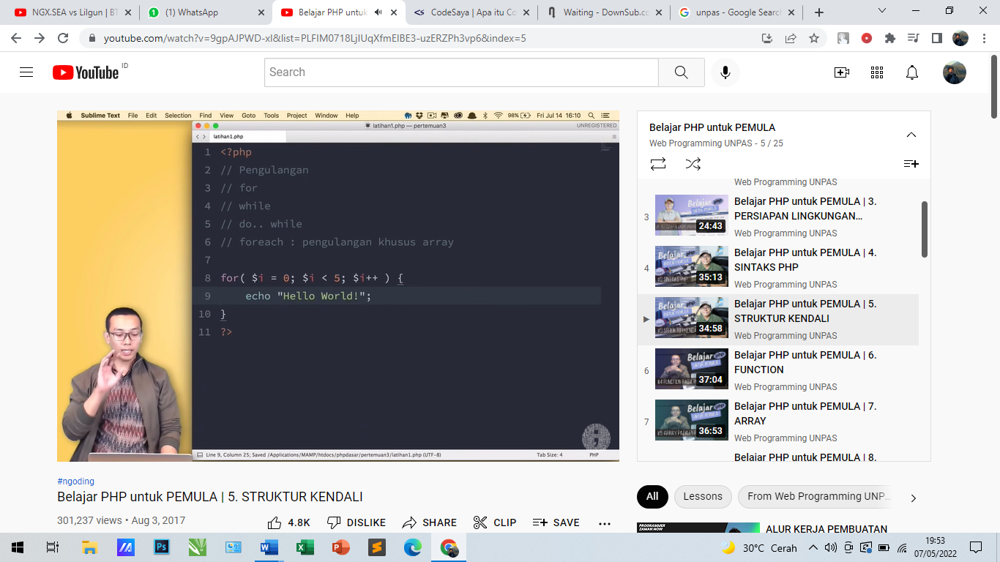 NGX.SEA vs Lilgun | BT
(1) WhatsApp
Belajar PHP untuk
CodeSaya | Apa itu Co
Waiting - DownSub.co
unpas - Google Search
youtube.com/watch?v=9gpAJPWD-xI&list=PLFIM0718LjIUqXfmEIBE3-uzERZPh3vp6&index=5
YouTube ID
Search
Sublime Text File Edit Selection Find View Goto Tools Project Window Help 98% Fri Jul 14 16:10
latihan1.php — pertemuan3 UNREGISTERED
latihan1.php
1 <?php
2 // Pengulangan
3 // for
4 // while
5 // do.. while
6 // foreach : pengulangan khusus array
7
8 for( $i = 0; $i < 5; $i++ ) {
9 echo "Hello World!";
10 }
11 ?>
Line 9, Column 25; Saved /Applications/MAMP/htdocs/phpdasar/pertemuan3/latihan1.php (UTF-8) Tab Size: 4 PHP
#ngoding
Belajar PHP untuk PEMULA | 5. STRUKTUR KENDALI
301,237 views • Aug 3, 2017
4.8K DISLIKE SHARE CLIP SAVE
Belajar PHP untuk PEMULA
Web Programming UNPAS - 5 / 25
Web Programming UNPAS
3
Belajar
24:43
Belajar PHP untuk PEMULA | 3.
PERSIAPAN LINGKUNGAN...
Web Programming UNPAS
4
Belajar
35:13
Belajar PHP untuk PEMULA | 4.
SINTAKS PHP
Web Programming UNPAS
Belajar
34:58
Belajar PHP untuk PEMULA | 5.
STRUKTUR KENDALI
Web Programming UNPAS
6
Belajar
37:04
Belajar PHP untuk PEMULA | 6.
FUNCTION
Web Programming UNPAS
7
Belajar
36:53
Belajar PHP untuk PEMULA | 7.
ARRAY
Web Programming UNPAS
Belajar PHP untuk PEMULA | 8.
All
Lessons
From Web Programming UNP...
PROGRAMMER
ZAMAN NOW
ALUR KERJA PEMBUATAN
30°C Cerah
19:53
07/05/2022